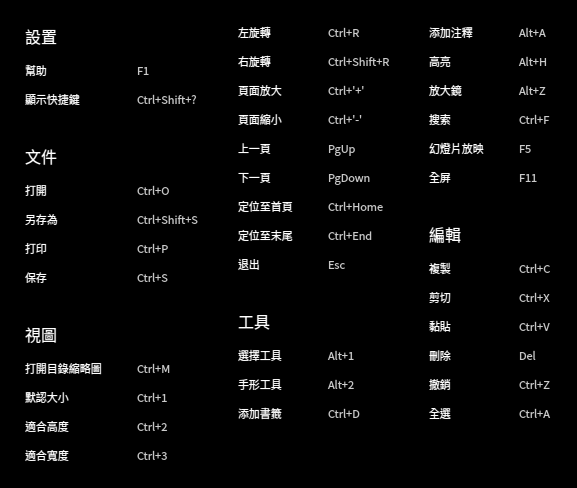 設置
幫助 F1
顯示快捷鍵 Ctrl+Shift+?
文件
打開 Ctrl+O
另存為 Ctrl+Shift+S
打印 Ctrl+P
保存 Ctrl+S
視圖
打開目錄縮略圖 Ctrl+M
默認大小 Ctrl+1
適合高度 Ctrl+2
適合寬度 Ctrl+3
左旋轉 Ctrl+R
右旋轉 Ctrl+Shift+R
頁面放大 Ctrl+'+'
頁面縮小 Ctrl+'-'
上一頁 PgUp
下一頁 PgDown
定位至首頁 Ctrl+Home
定位至末尾 Ctrl+End
退出 Esc
工具
選擇工具 Alt+1
手形工具 Alt+2
添加書籤 Ctrl+D
添加注釋 Alt+A
高亮 Alt+H
放大鏡 Alt+Z
搜索 Ctrl+F
幻燈片放映 F5
全屏 F11
編輯
複製 Ctrl+C
剪切 Ctrl+X
黏貼 Ctrl+V
刪除 Del
撤銷 Ctrl+Z
全選 Ctrl+A